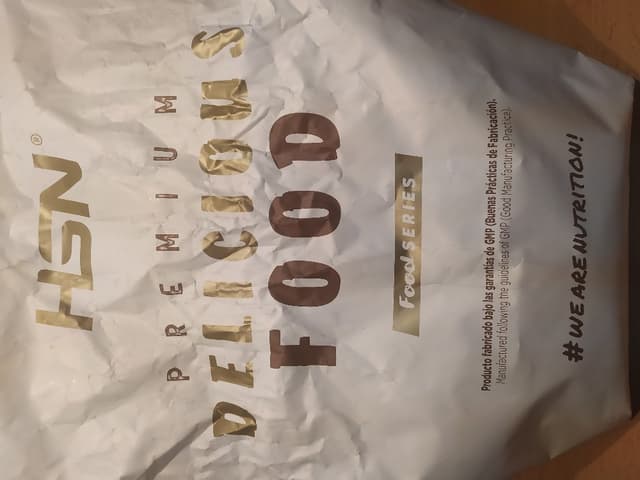 HSN®
PREMIUM
DELICIOUS
FOOD
Food SERIES
Producto fabricado bajo las garantías de GMP (Buenas Prácticas de Fabricación).
Manufactured following the guidelines of GMP (Good Manufacturing Practice).
#WEARENUTRITION!